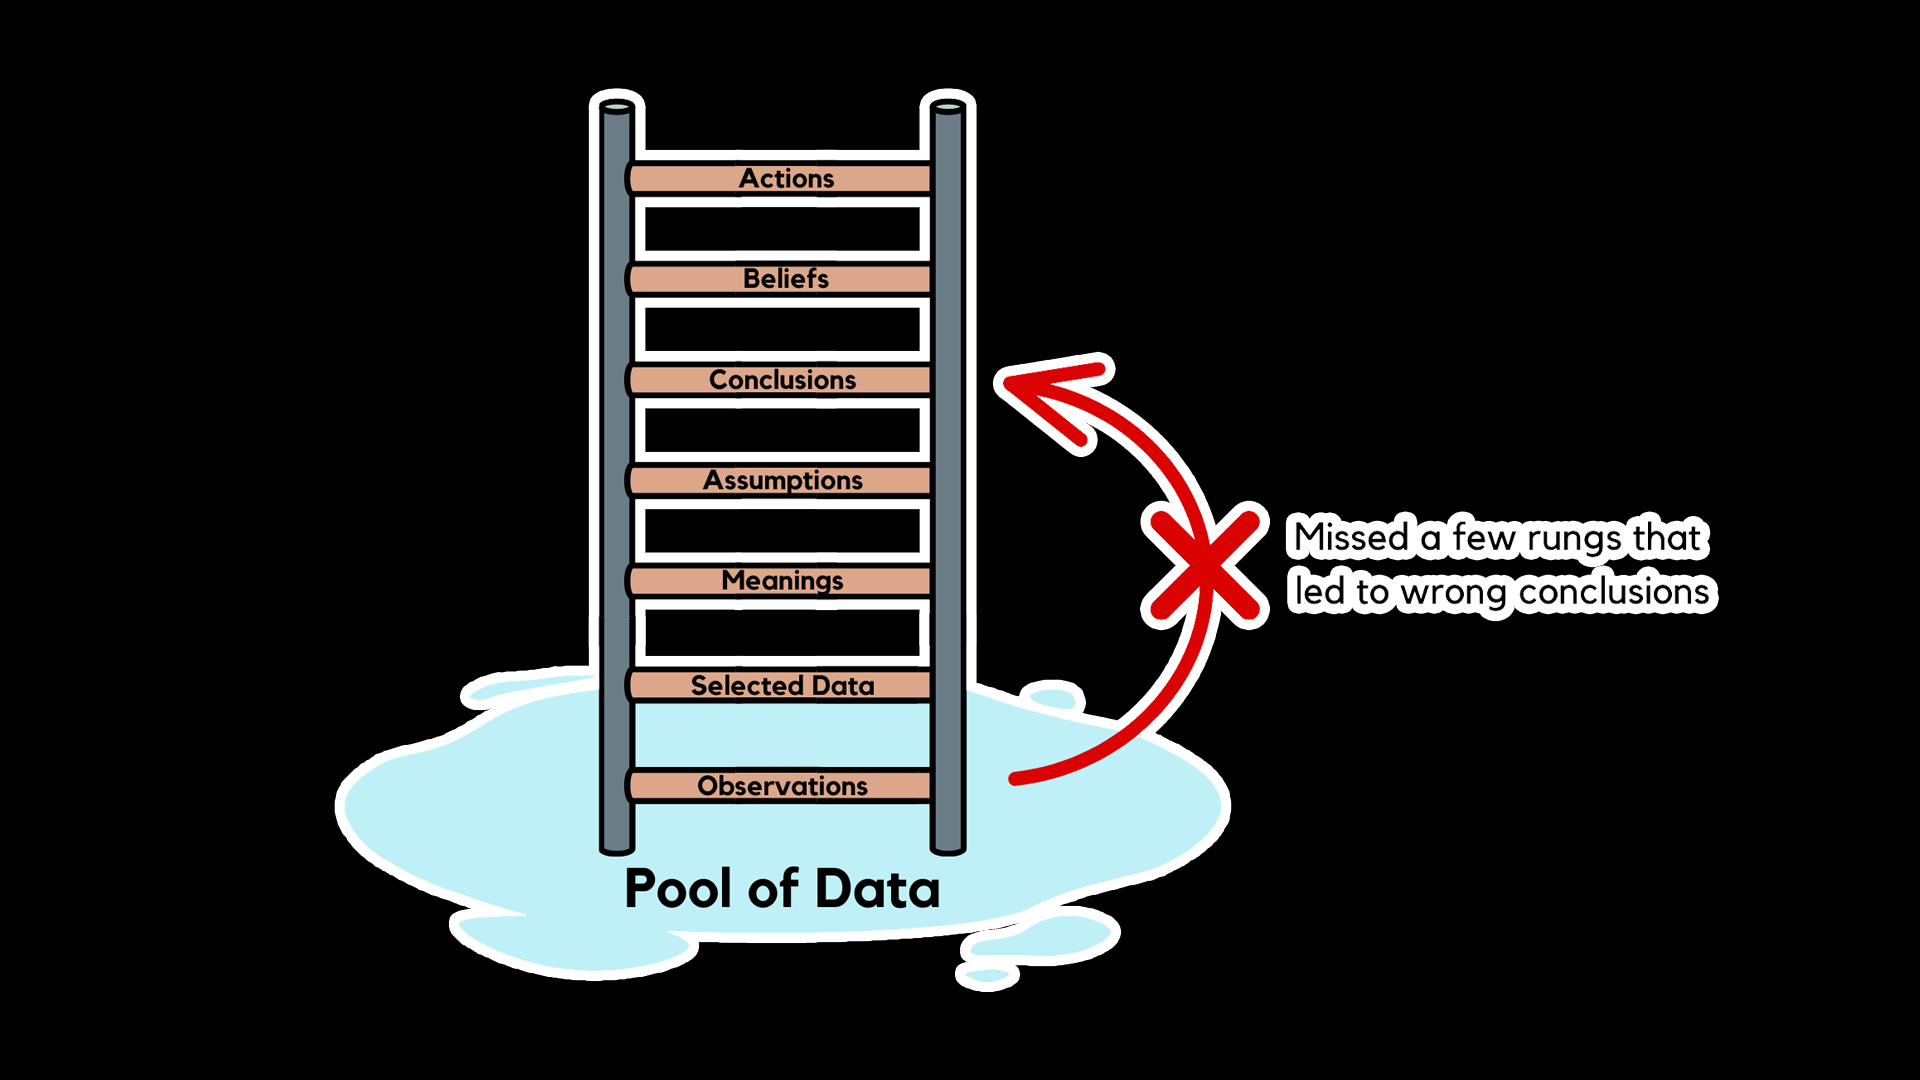 Actions
Beliefs
Conclusions
Assumptions
Meanings
Selected Data
Observations
Pool of Data
Missed a few rungs that
led to wrong conclusions